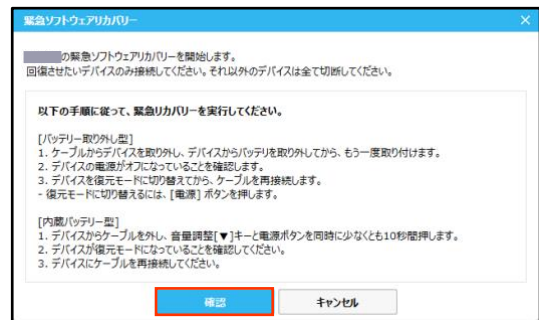 緊急ソフトウェアリカバリー
の緊急ソフトウェアリカバリーを開始します。
回復させたいデバイスのみ接続してください。それ以外のデバイスは全て切断してください。
以下の手順に従って、緊急リカバリーを実行してください。
[バッテリー取り外し型]
1. ケーブルからデバイスを取り外し、デバイスからバッテリを取り外してから、もう一度取り付けます。
2. デバイスの電源がオフになっていることを確認します。
3. デバイスを復元モードに切り替えてから、ケーブルを再接続します。
- 復元モードに切り替えるには、[電源] ボタンを押します。
[内蔵バッテリー型]
1. デバイスからケーブルを外し、音量調整[▼]キーと電源ボタンを同時に少なくとも10秒間押します。
2. デバイスが復元モードになっていることを確認してください。
3. デバイスにケーブルを再接続してください。
確認
キャンセル